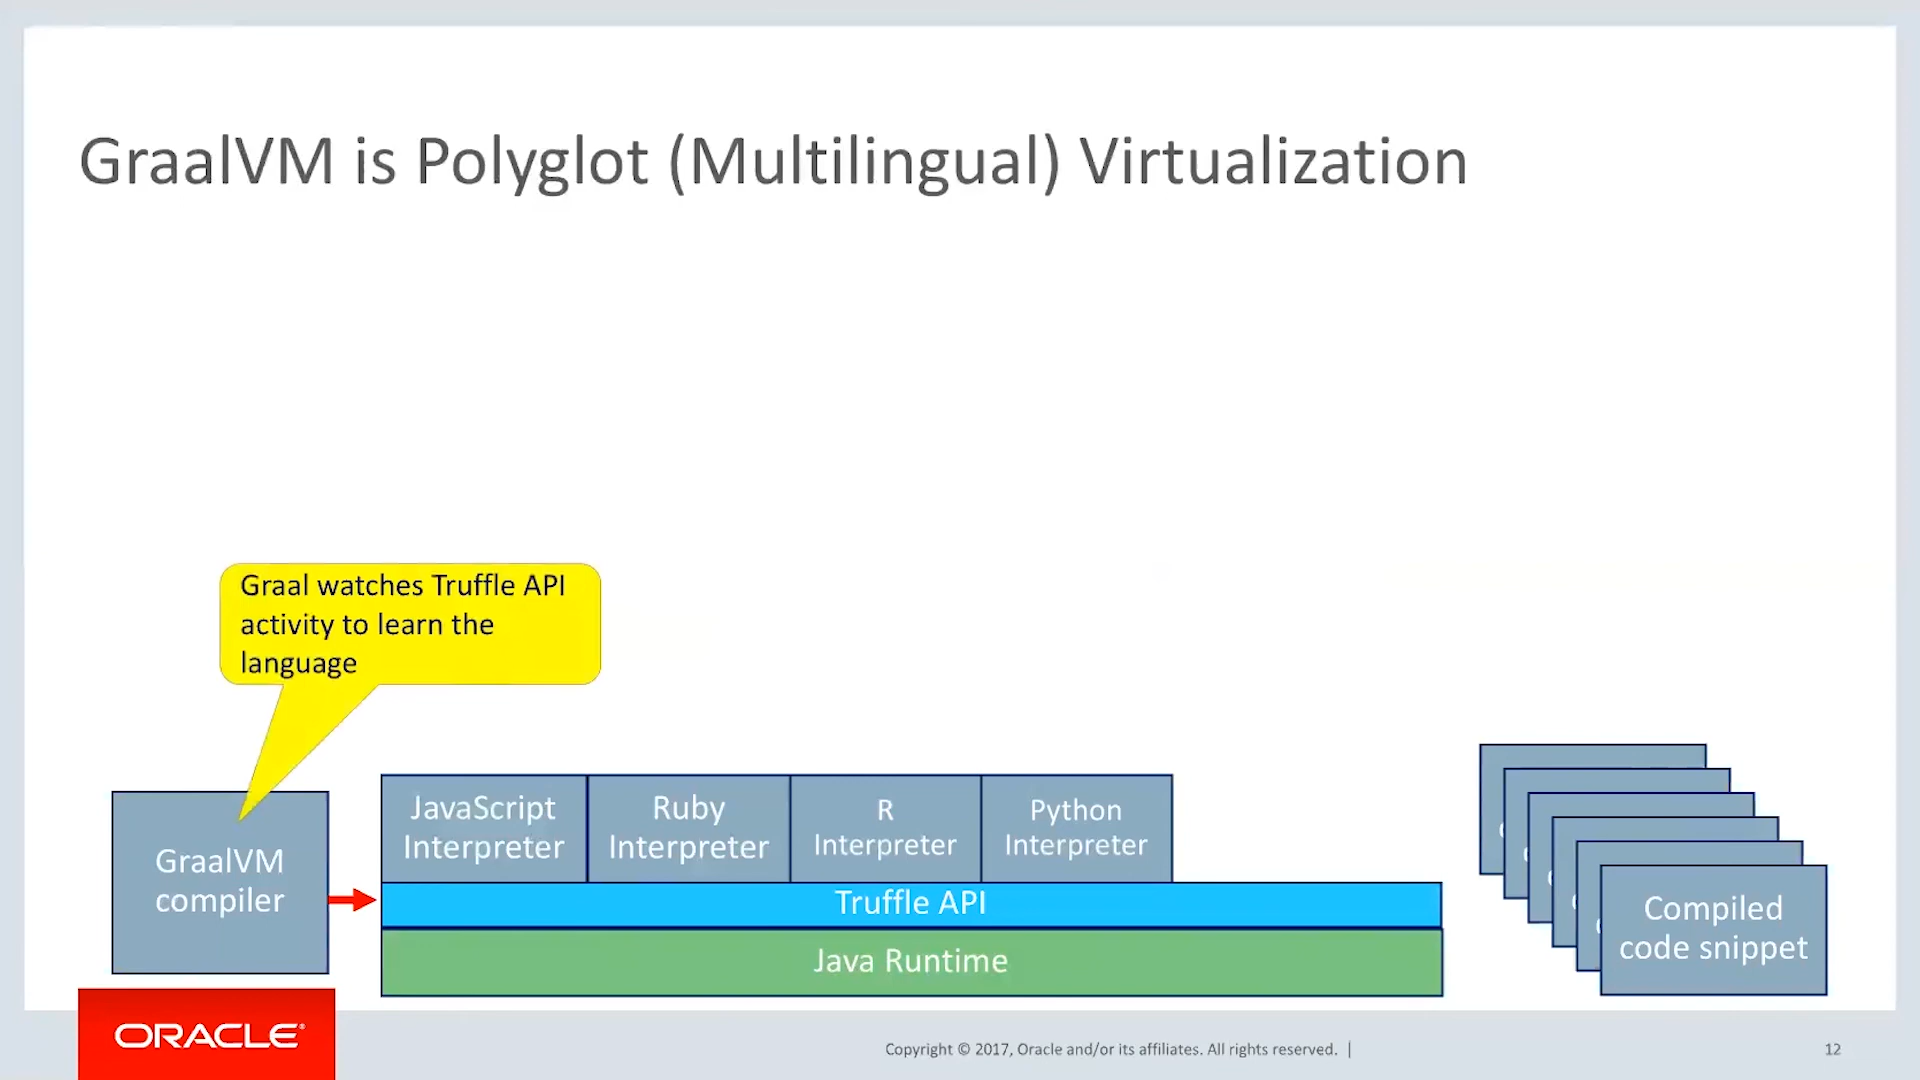 GraalVM is Polyglot (Multilingual) Virtualization
Graal watches Truffle API
activity to learn the
language
GraalVM
compiler
JavaScript
Interpreter
Ruby
Interpreter
R
Interpreter
Python
Interpreter
Truffle API
Java Runtime
Compiled
code snippet
ORACLE®
Copyright © 2017, Oracle and/or its affiliates. All rights reserved. |
12